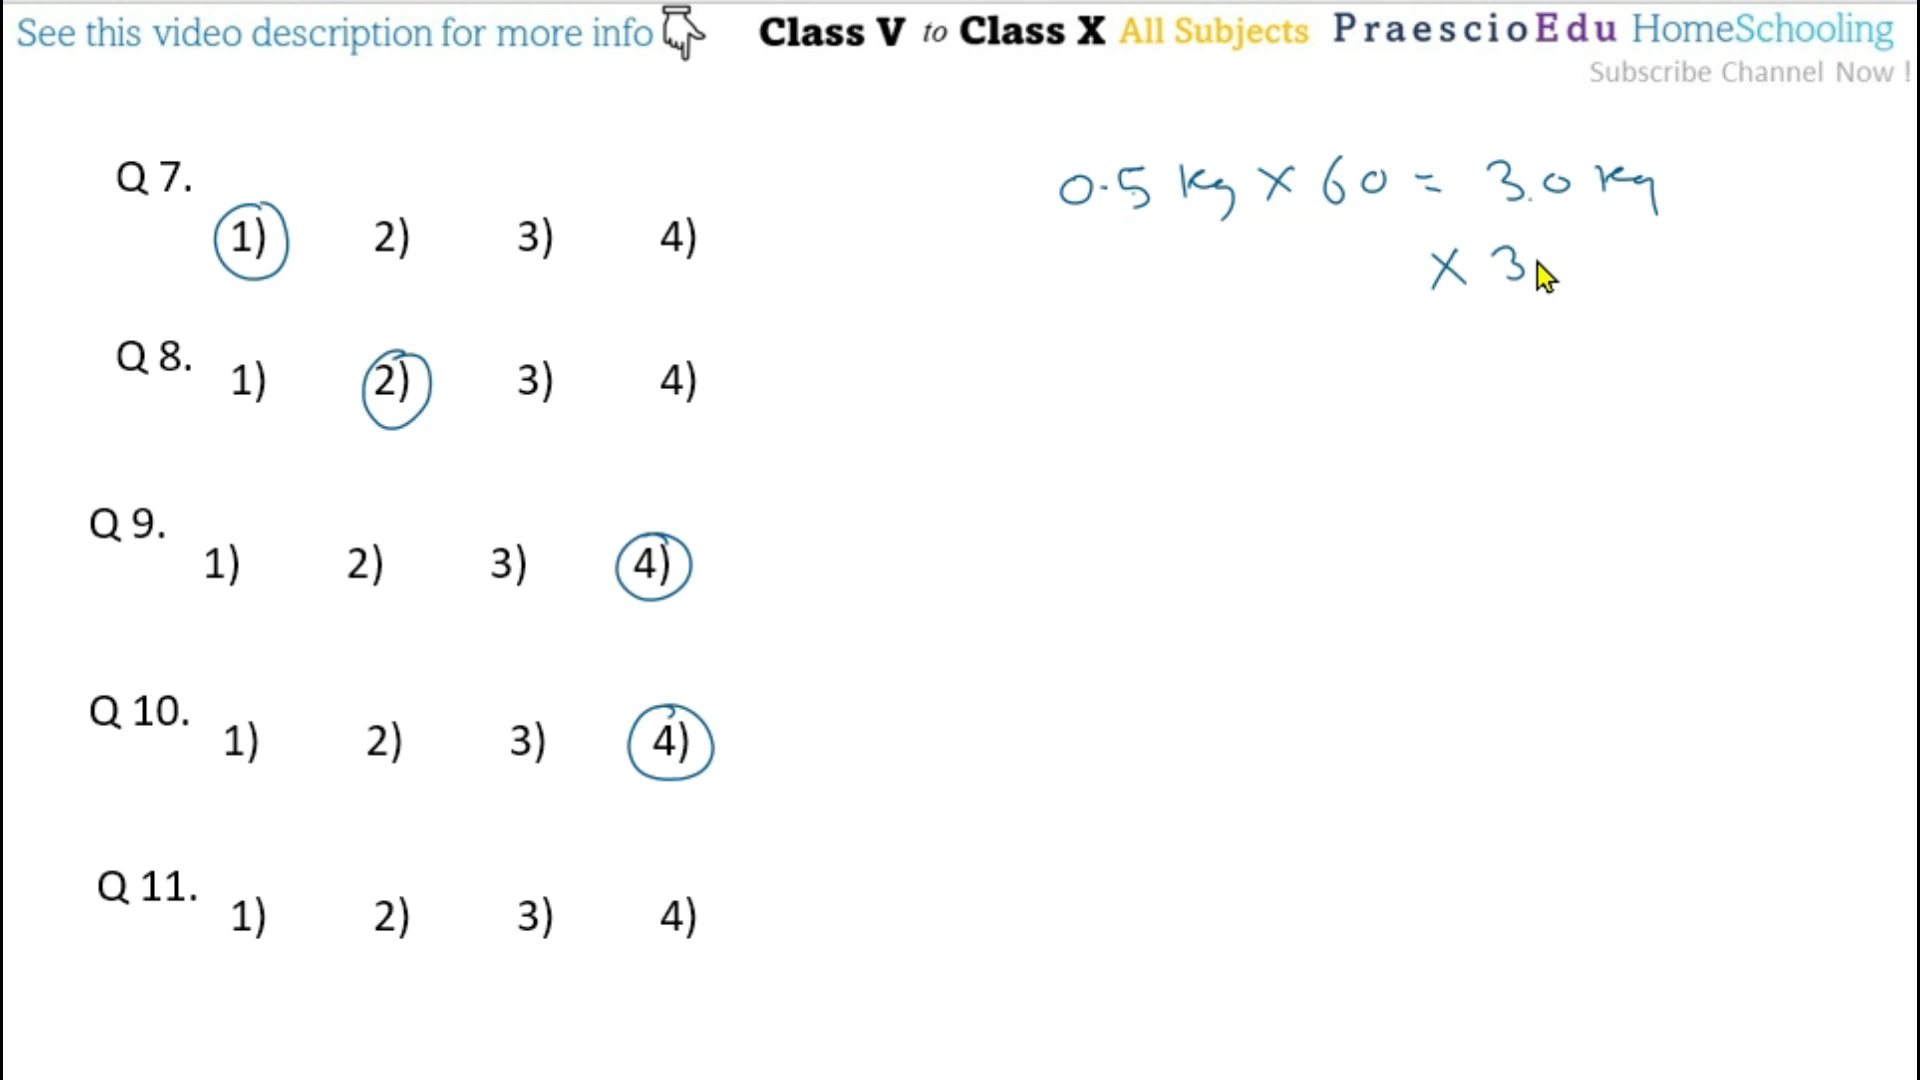 See this video description for more info Class V to Class X All Subjects PraescioEdu HomeSchooling
Subscribe Channel Now !
Q 7.
1) 2) 3) 4)
0.5 kg x 60 = 3.0 kg
x 3
Q 8.
1) 2) 3) 4)
Q 9.
1) 2) 3) 4)
Q 10.
1) 2) 3) 4)
Q 11.
1) 2) 3) 4)